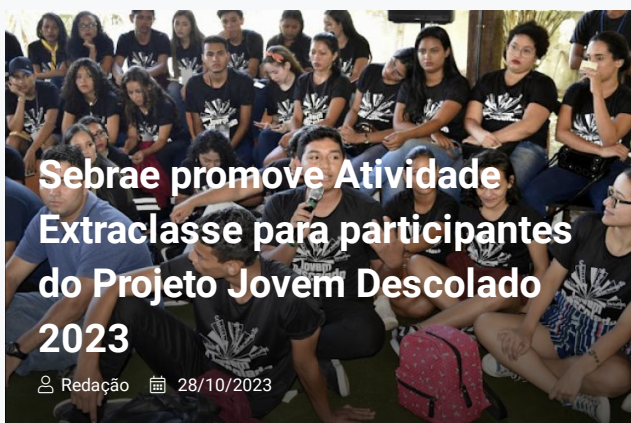 Sebrae promove Atividade
Extraclasse para participantes
do Projeto Jovem Descolado
2023
Redação 28/10/2023